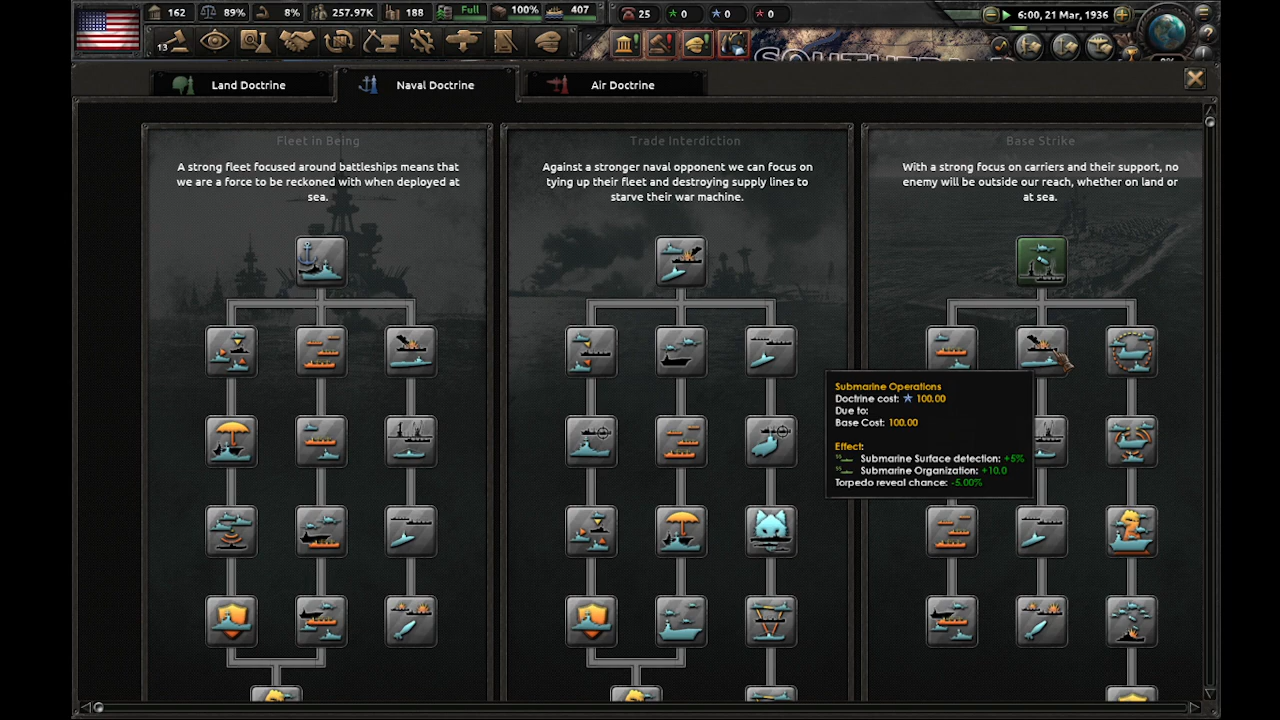 162
89%
8%
257.97K
188
Full
100%
407
25
0
0
0
6:00, 21 Mar, 1936
13
Land Doctrine
Naval Doctrine
Air Doctrine
Fleet in Being
A strong fleet focused around battleships means that
we are a force to be reckoned with when deployed at
sea.
Trade Interdiction
Against a stronger naval opponent we can focus on
tying up their fleet and destroying supply lines to
starve their war machine.
Base Strike
With a strong focus on carriers and their support, no
enemy will be outside our reach, whether on land or
at sea.
Submarine Operations
Doctrine cost: 100.00
Due to:
Base Cost: 100.00
Effect:
Submarine Surface detection: +5%
Submarine Organization: +10.0
Torpedo reveal chance: -5.00%